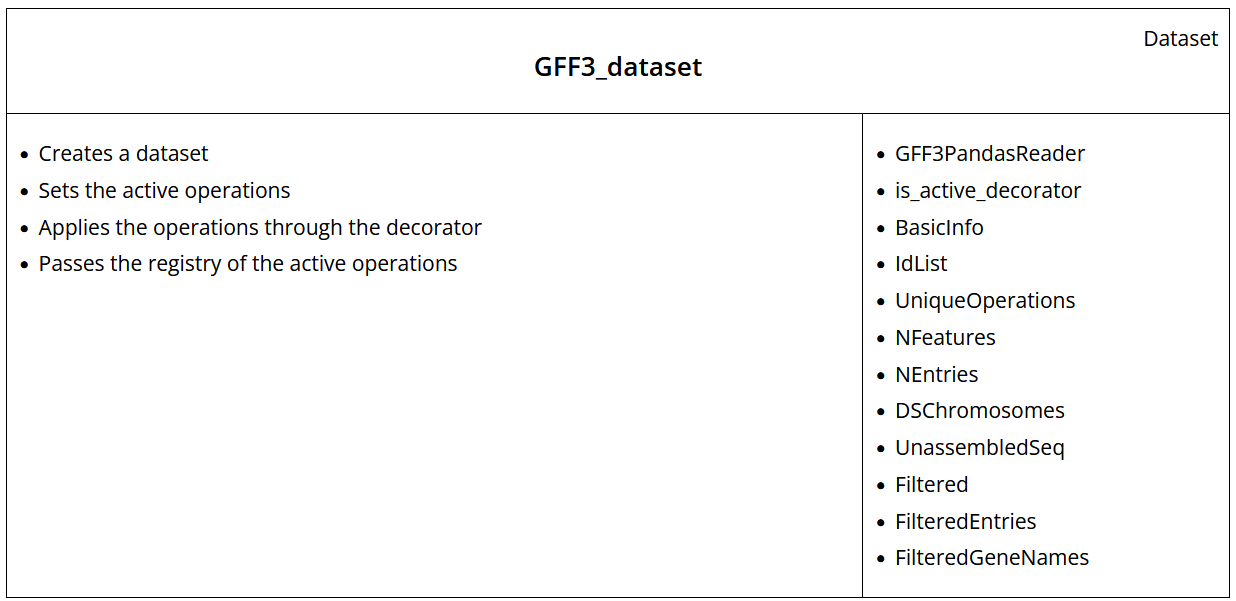 Dataset
GFF3_dataset
• Creates a dataset
• Sets the active operations
• Applies the operations through the decorator
• Passes the registry of the active operations
• GFF3PandasReader
• is_active_decorator
• BasicInfo
• IdList
• UniqueOperations
• NFeatures
• NEntries
• DSChromosomes
• UnassembledSeq
• Filtered
• FilteredEntries
• FilteredGeneNames